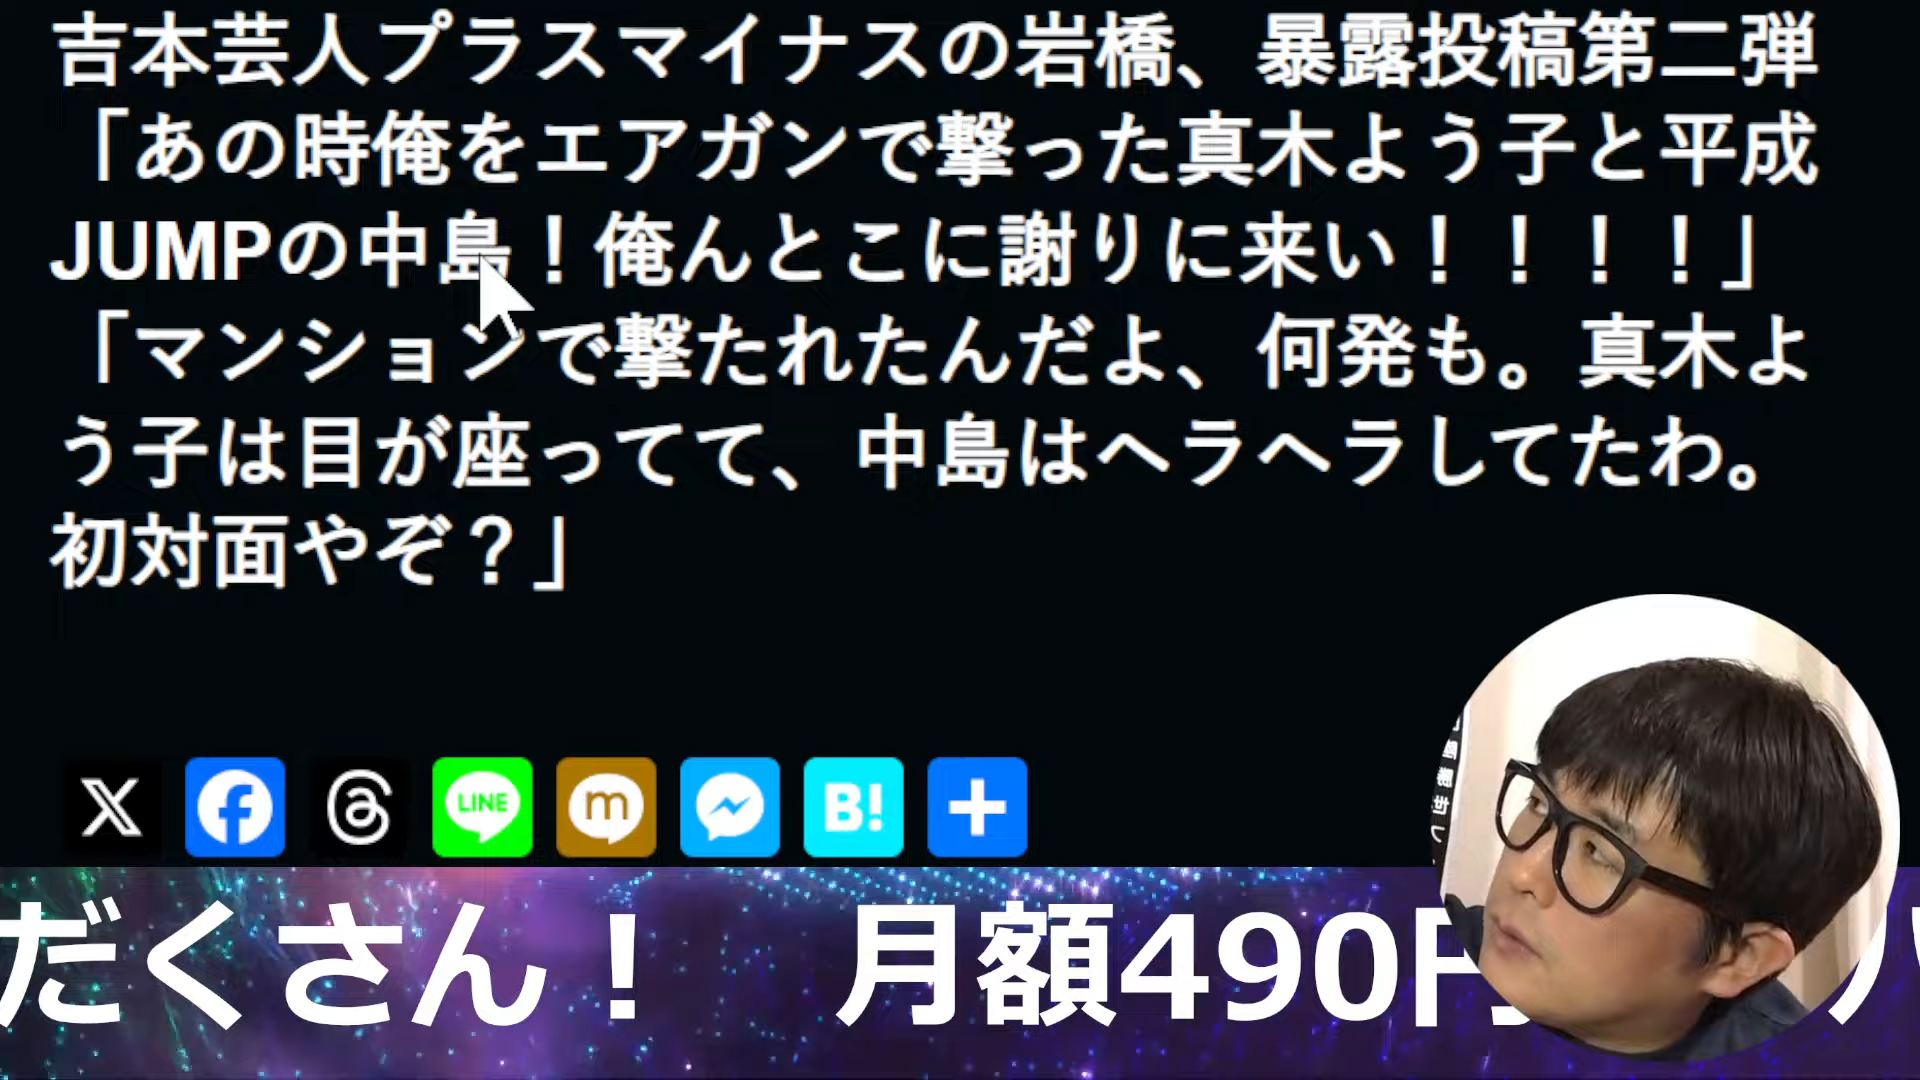 吉本芸人プラスマイナスの岩橋、暴露投稿第二弾
「あの時俺をエアガンで撃った真木よう子と平成
JUMPの中島！俺んとこに謝りに来い！！！！」
「マンションで撃たれたんだよ、何発も。真木よ
う子は目が座ってて、中島はヘラヘラしてたわ。
初対面やぞ？」
LINE
m
B!
だくさん！　月額490円